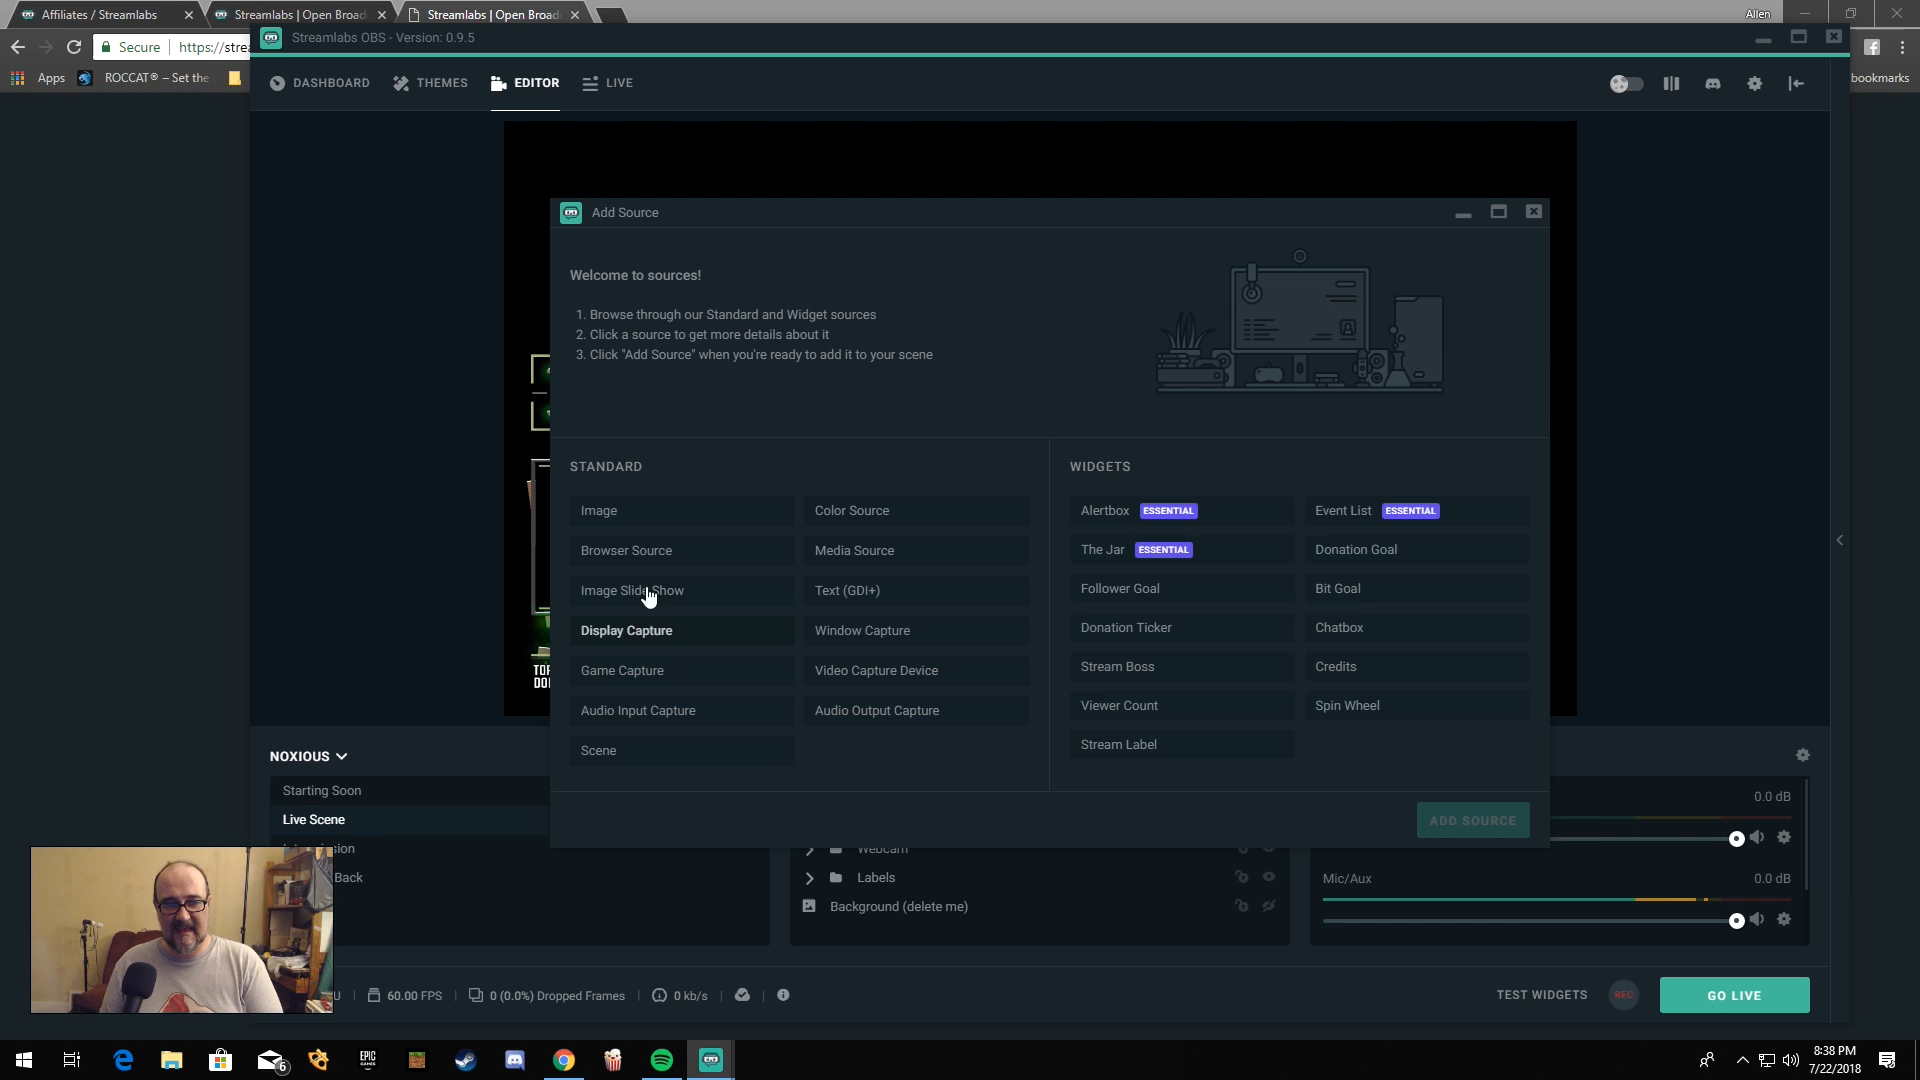 Affiliates / Streamlabs
Streamlabs | Open Broad
Streamlabs | Open Broad
Allen
Secure
https://strea
Apps
ROCCAT® – Set the
bookmarks
Streamlabs OBS - Version: 0.9.5
DASHBOARD
THEMES
EDITOR
LIVE
Add Source
Welcome to sources!
1. Browse through our Standard and Widget sources
2. Click a source to get more details about it
3. Click "Add Source" when you're ready to add it to your scene
STANDARD
Image
Color Source
Browser Source
Media Source
Image Slide Show
Text (GDI+)
Display Capture
Window Capture
Game Capture
Video Capture Device
Audio Input Capture
Audio Output Capture
Scene
WIDGETS
Alertbox ESSENTIAL
Event List ESSENTIAL
The Jar ESSENTIAL
Donation Goal
Follower Goal
Bit Goal
Donation Ticker
Chatbox
Stream Boss
Credits
Viewer Count
Spin Wheel
Stream Label
ADD SOURCE
TOP
DON
NOXIOUS
Starting Soon
Live Scene
Back
Webcam
Labels
Background (delete me)
0.0 dB
Mic/Aux
0.0 dB
60.00 FPS
0 (0.0%) Dropped Frames
0 kb/s
TEST WIDGETS
REC
GO LIVE
EPIC
GAMES
6
8:38 PM
7/22/2018